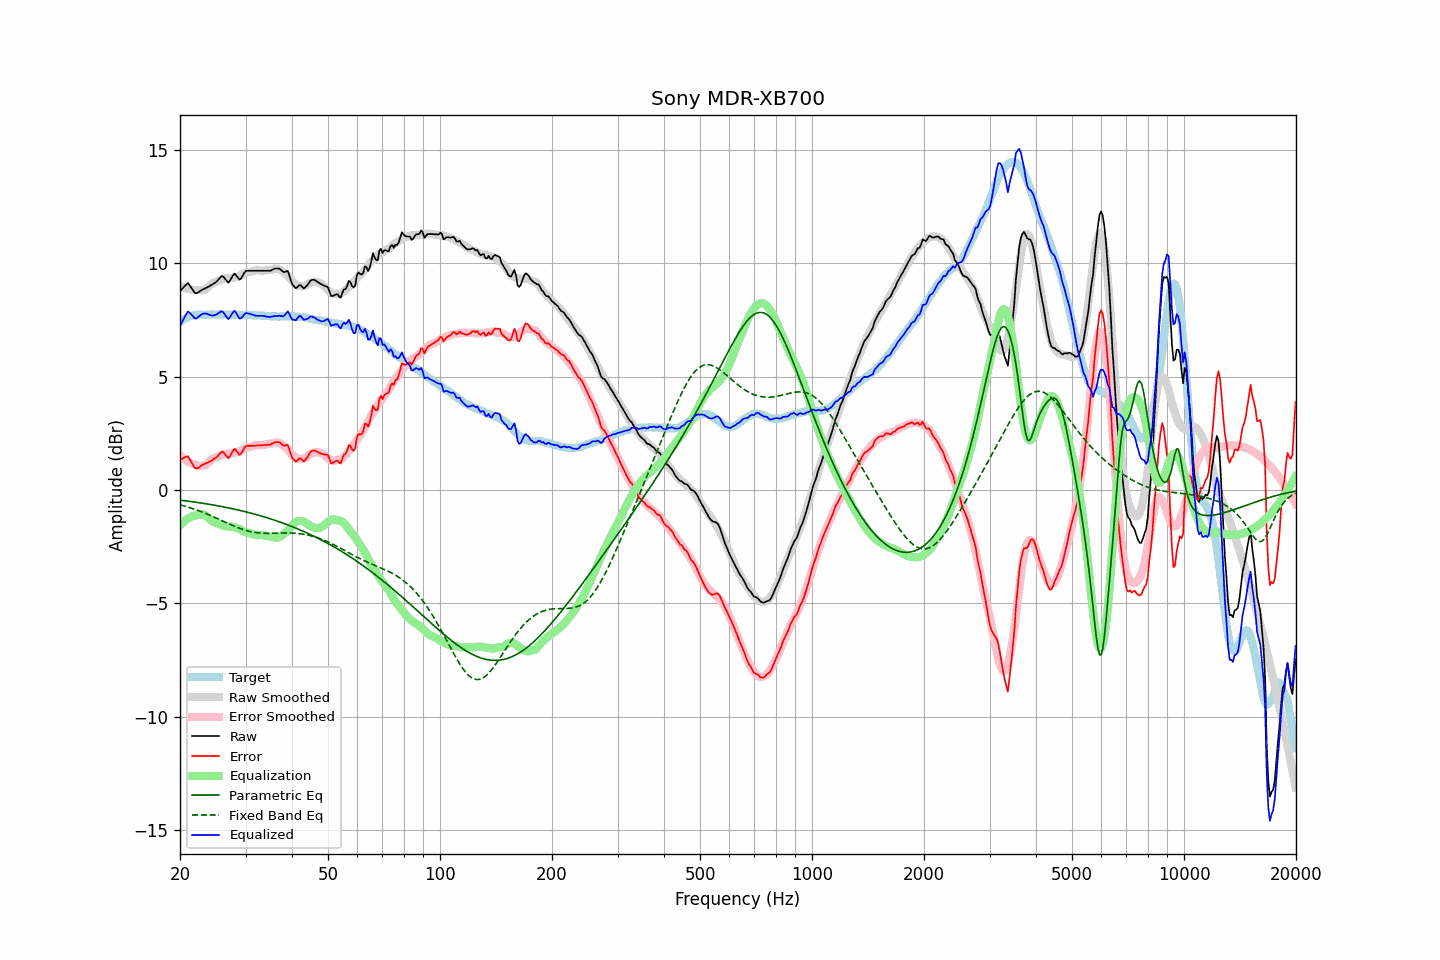 Sony MDR-XB700
Amplitude (dBr)
15
10
5
0
−5
−10
−15
Target
Raw Smoothed
Error Smoothed
Raw
Error
Equalization
Parametric Eq
Fixed Band Eq
Equalized
20 50 100 200 500 1000 2000 5000 10000 20000
Frequency (Hz)